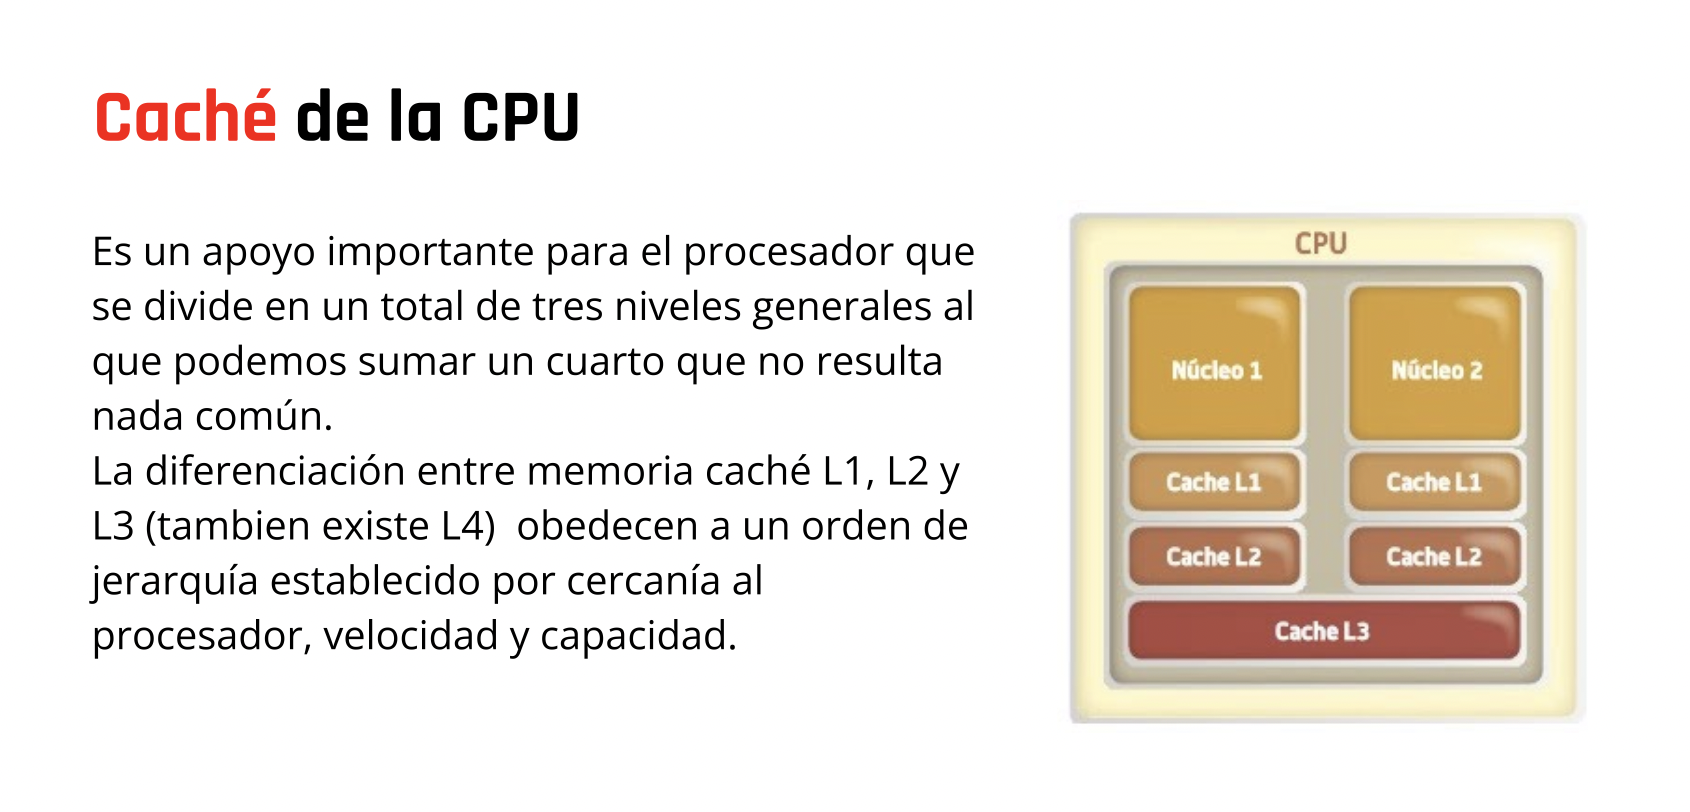 Caché de la CPU
Es un apoyo importante para el procesador que
se divide en un total de tres niveles generales al
que podemos sumar un cuarto que no resulta
nada común.
La diferenciación entre memoria caché L1, L2 y
L3 (tambien existe L4)  obedecen a un orden de
jerarquía establecido por cercanía al
procesador, velocidad y capacidad.
CPU
Núcleo 1
Núcleo 2
Cache L1
Cache L1
Cache L2
Cache L2
Cache L3